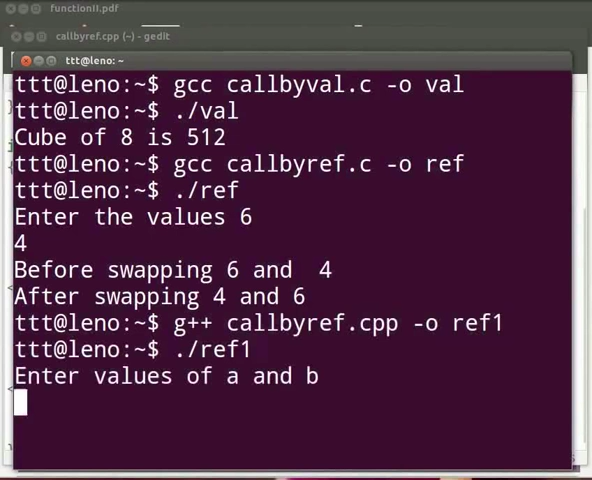 functionII.pdf
callbyref.cpp (~) - gedit
ttt@leno: ~
ttt@leno:~$ gcc callbyval.c -o val
ttt@leno:~$ ./val
Cube of 8 is 512
ttt@leno:~$ gcc callbyref.c -o ref
ttt@leno:~$ ./ref
Enter the values 6
4
Before swapping 6 and  4
After swapping 4 and 6
ttt@leno:~$ g++ callbyref.cpp -o ref1
ttt@leno:~$ ./ref1
Enter values of a and b